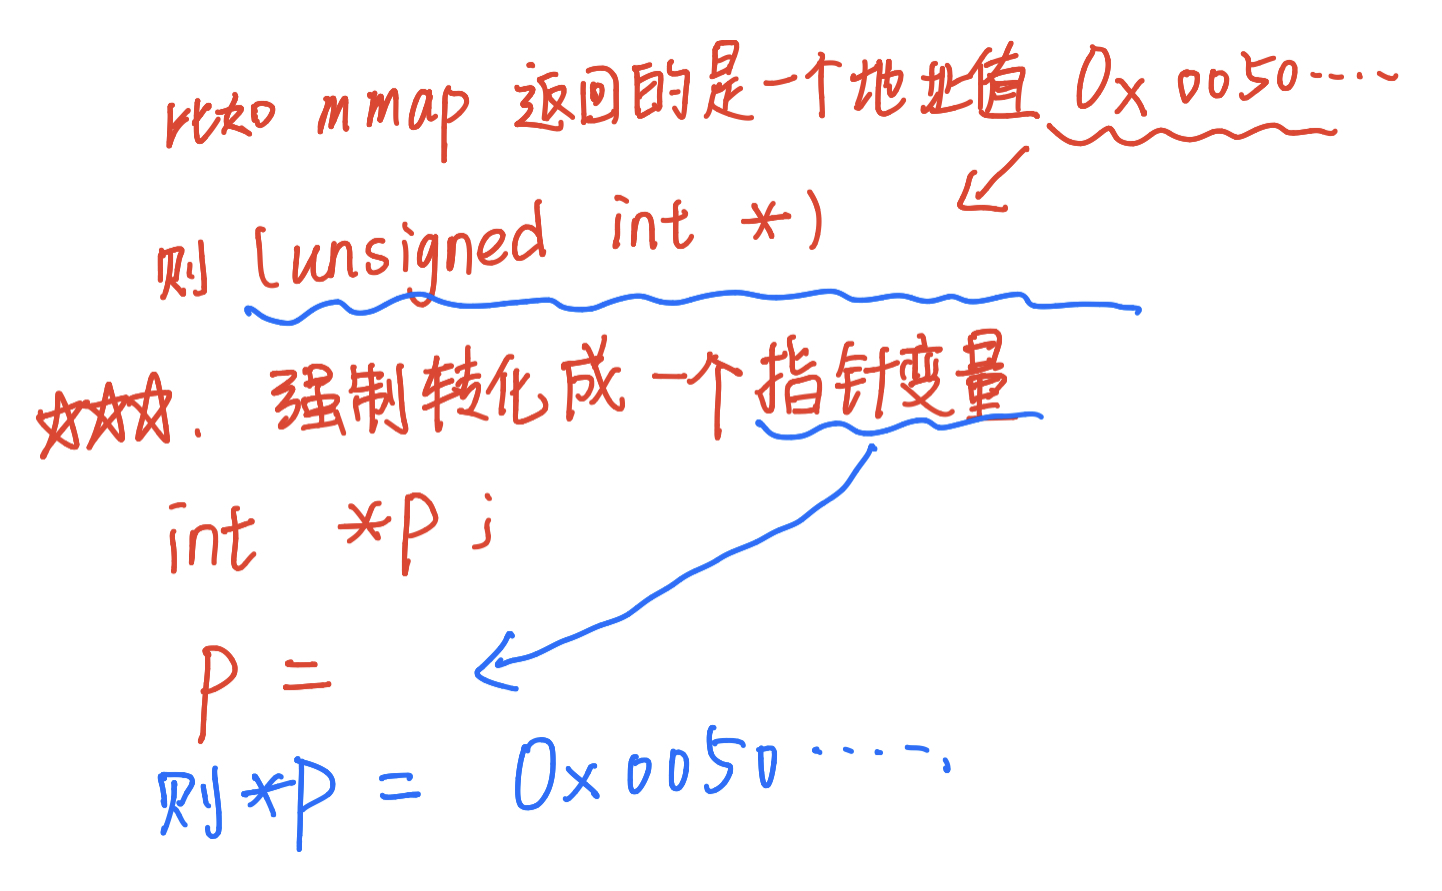 比如 mmap 返回的是一个地址值 0x0050……
则 (unsigned int *)
☆☆☆. 强制转化成一个指针变量
int *p ;
p =
则 *p = 0x0050……